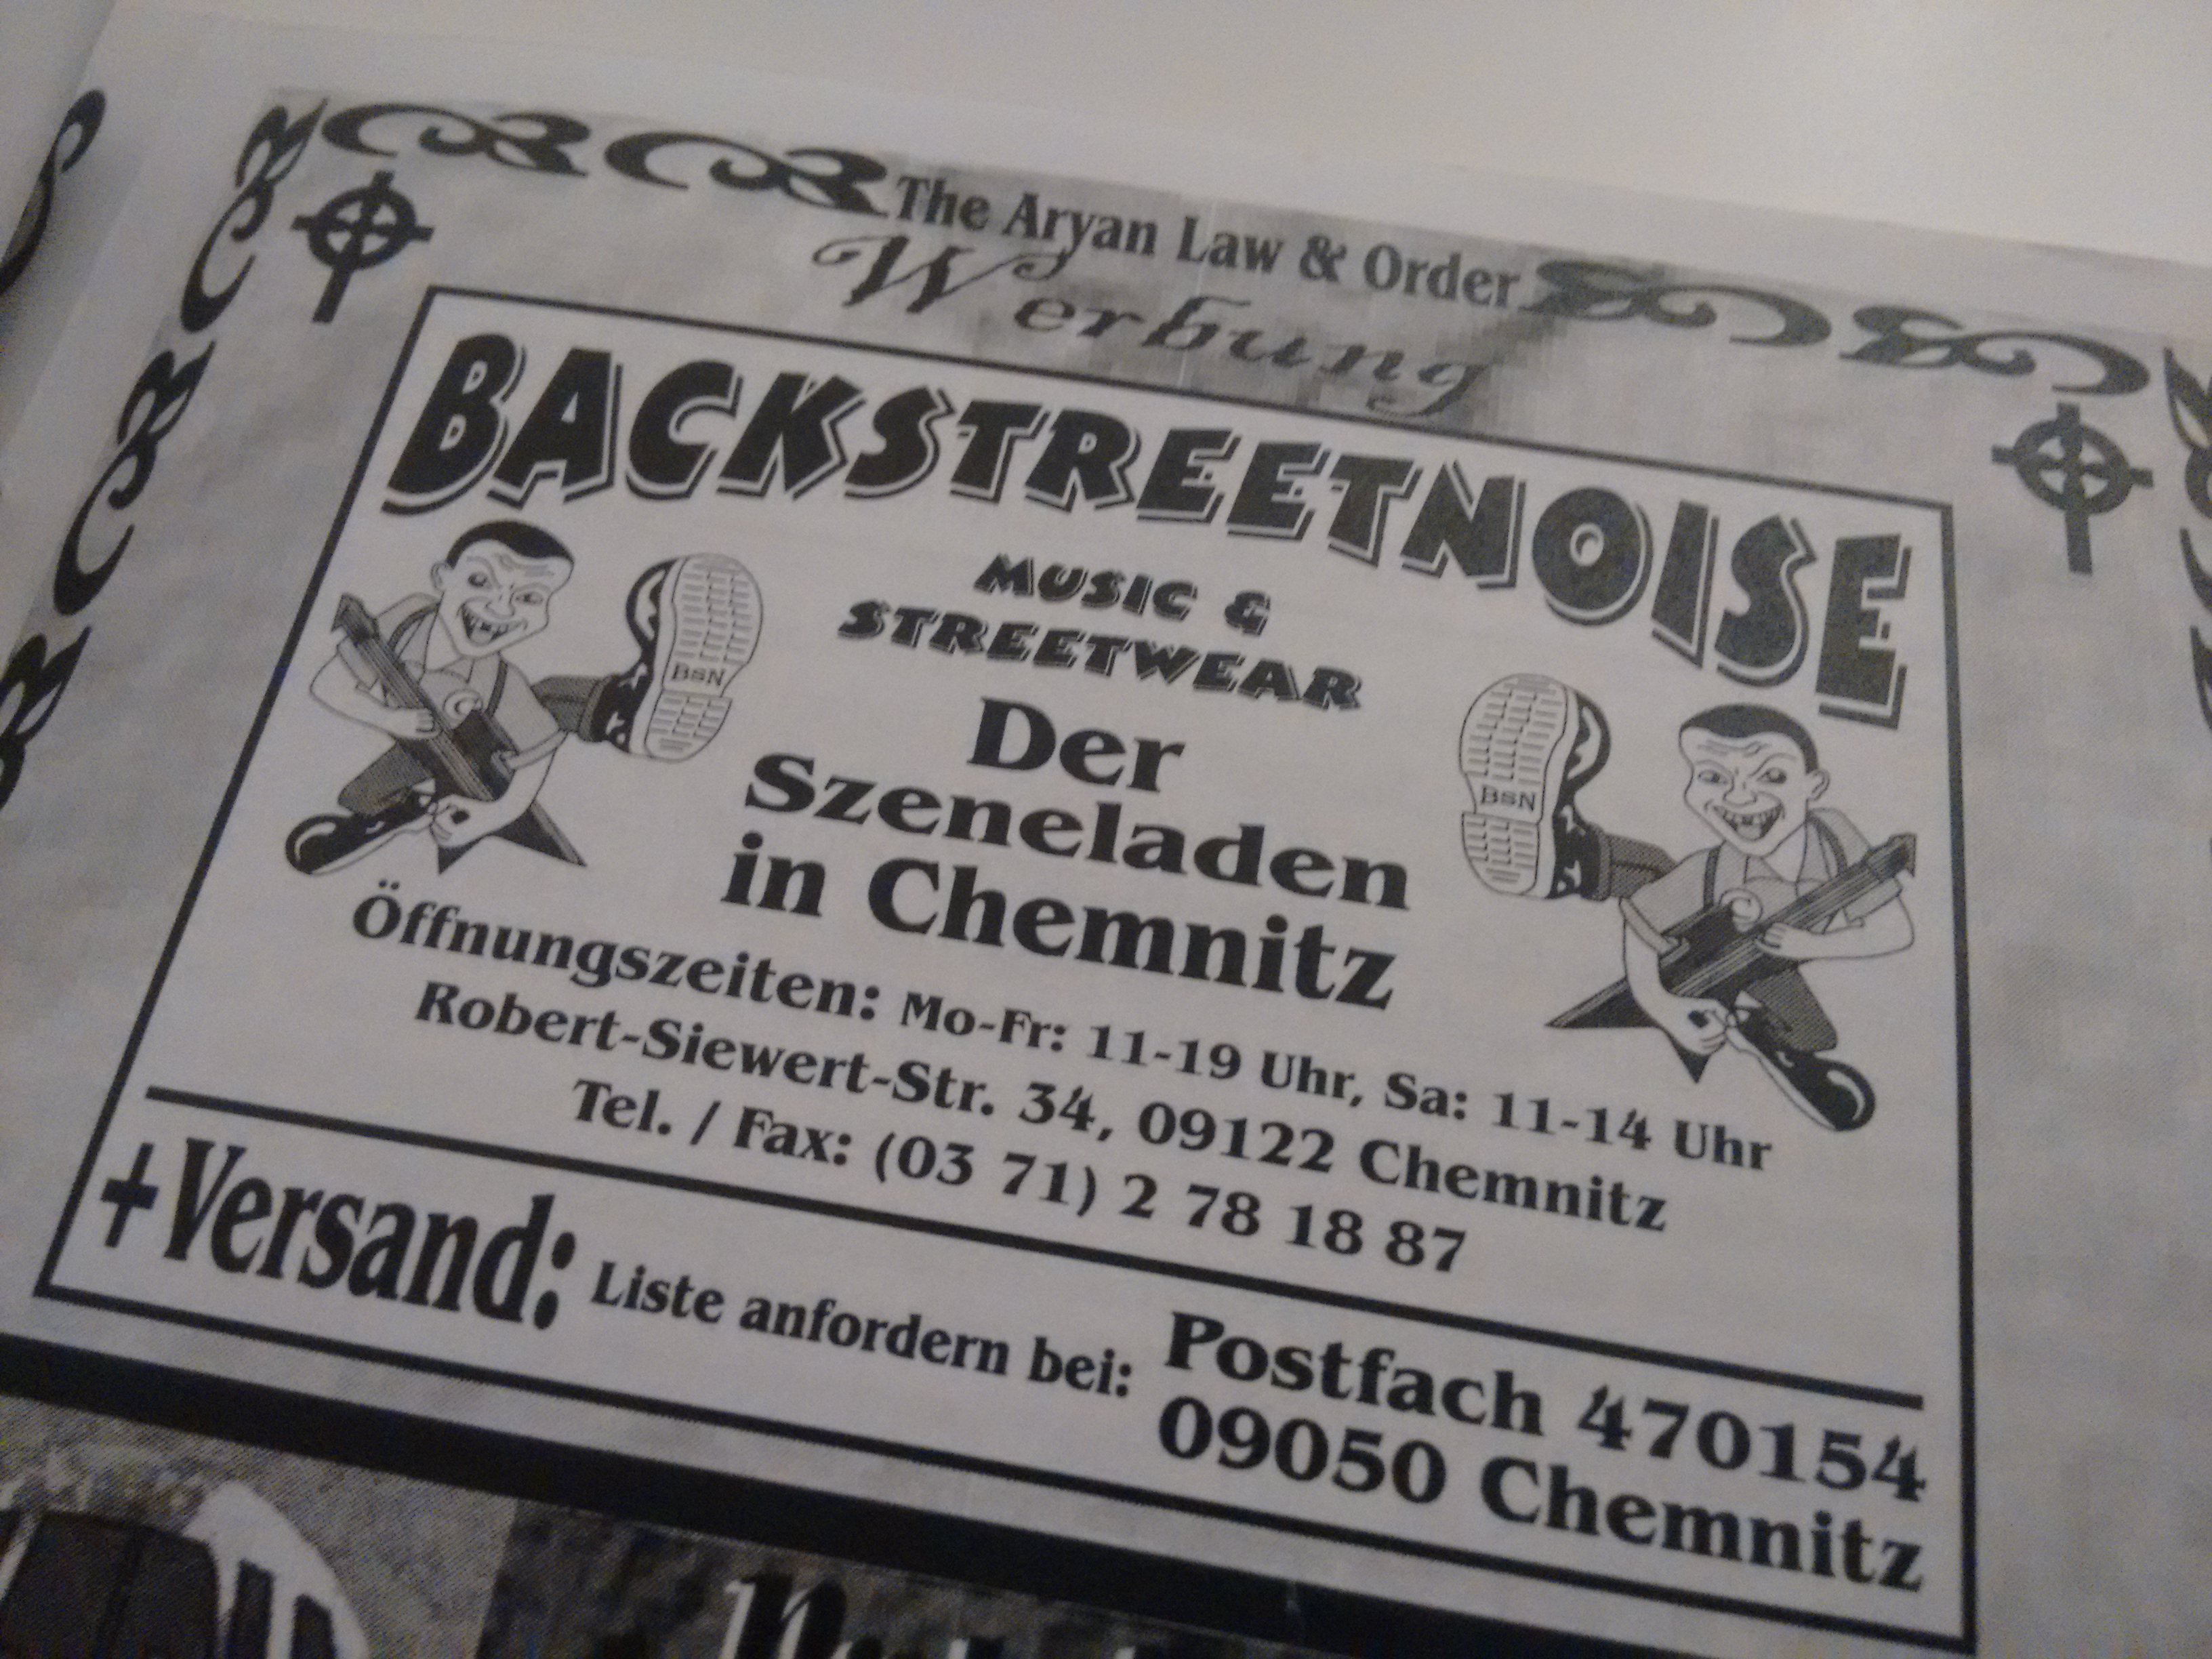 The Aryan Law & Order
Werbung
BACKSTREETNOISE
MUSIC &
STREETWEAR
BSN
BSN
Der
Szeneladen
in Chemnitz
Öffnungszeiten: Mo-Fr: 11-19 Uhr, Sa: 11-14 Uhr
Robert-Siewert-Str. 34, 09122 Chemnitz
Tel. / Fax: (03 71) 2 78 18 87
+Versand: Liste anfordern bei: Postfach 470154
09050 Chemnitz